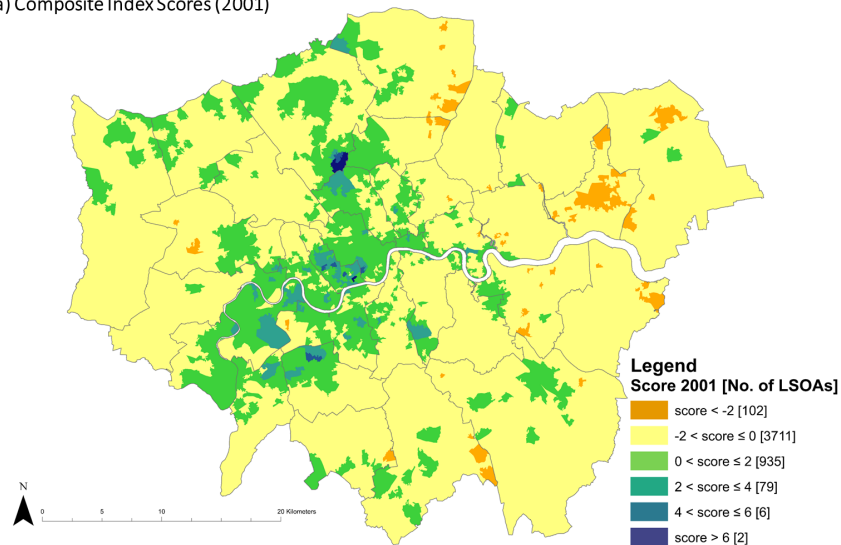 a) Composite Index Scores (2001)
Legend
Score 2001 [No. of LSOAs]
score < -2 [102]
-2 < score ≤ 0 [3711]
0 < score ≤ 2 [935]
2 < score ≤ 4 [79]
4 < score ≤ 6 [6]
score > 6 [2]
N
0 5 10 20 Kilometers